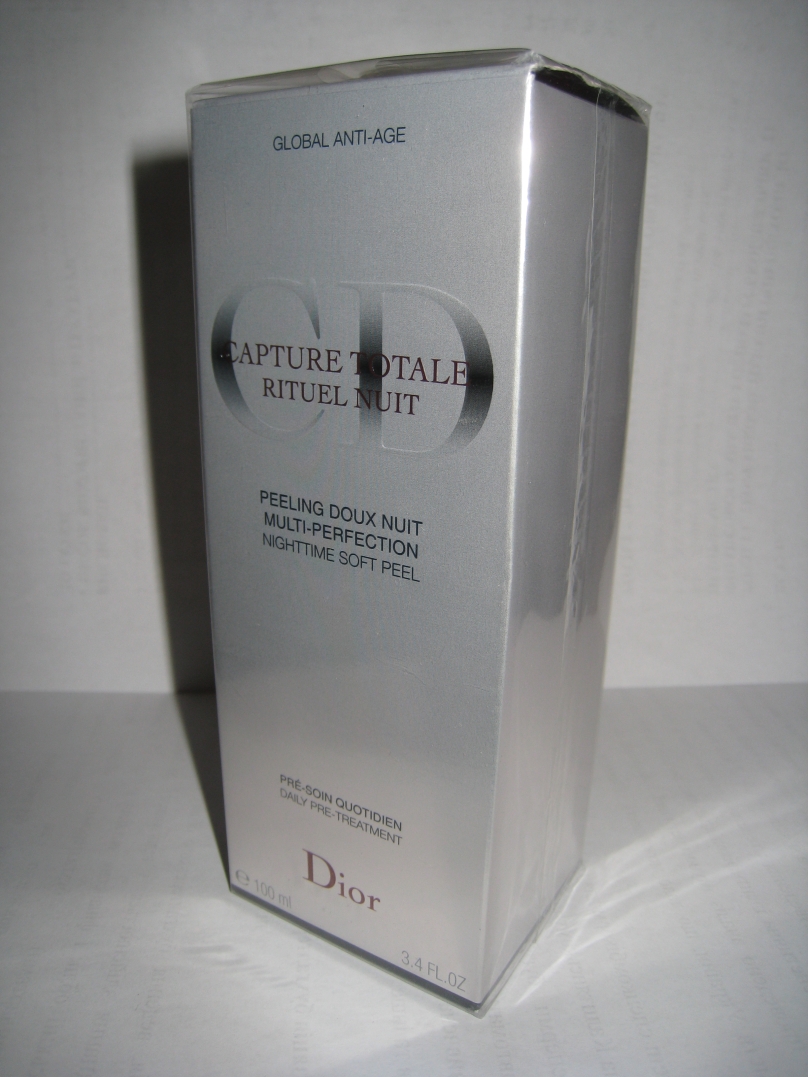 GLOBAL ANTI-AGE
CD
CAPTURE TOTALE
RITUEL NUIT
PEELING DOUX NUIT
MULTI-PERFECTION
NIGHTTIME SOFT PEEL
PRÉ-SOIN QUOTIDIEN
DAILY PRE-TREATMENT
Dior
℮ 100 ml
3.4 FL.OZ